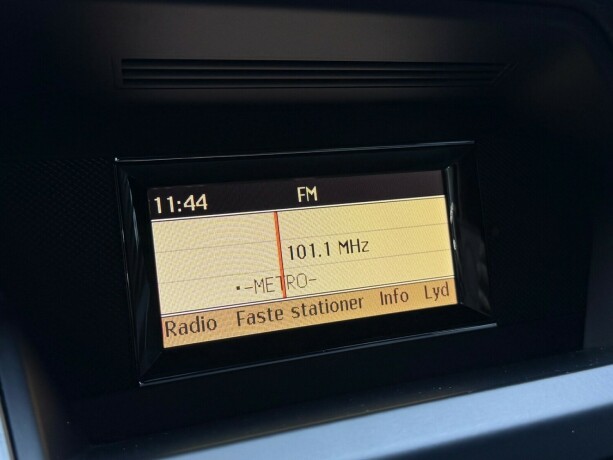 11:44 FM
101.1 MHz
•-METRO-
Radio Faste stationer Info Lyd